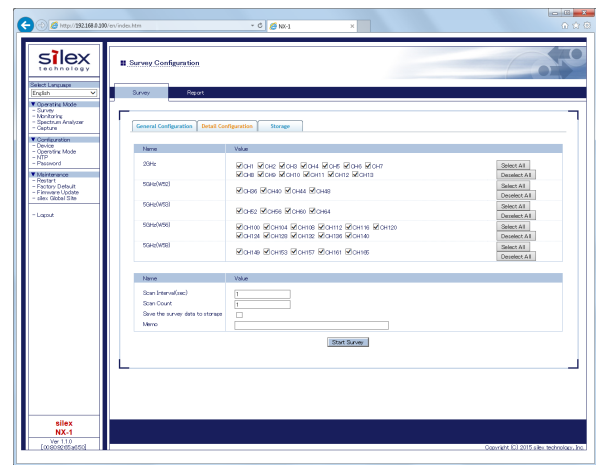 http://192.168.0.100/en/index.htm
NX-1
silex
technology
Survey Configuration
Select Language
English
Survey
Report
▼ Operating Mode
- Survey
- Monitoring
- Spectrum Analyzer
- Capture
▼ Configuration
- Device
- Operating Mode
- NTP
- Password
▼ Maintenance
- Restart
- Factory Default
- Firmware Update
- silex Global Site
- Logout
General Configuration
Detail Configuration
Storage
Name Value
2GHz
CH1 CH2 CH3 CH4 CH5 CH6 CH7
CH8 CH9 CH10 CH11 CH12 CH13
Select All
Deselect All
5GHz(W52)
CH36 CH40 CH44 CH48
Select All
Deselect All
5GHz(W53)
CH52 CH56 CH60 CH64
Select All
Deselect All
5GHz(W56)
CH100 CH104 CH108 CH112 CH116 CH120
CH124 CH128 CH132 CH136 CH140
Select All
Deselect All
5GHz(W58)
CH149 CH153 CH157 CH161 CH165
Select All
Deselect All
Name Value
Scan Interval(sec) 1
Scan Count 1
Save the survey data to storage
Memo
Start Survey
silex
NX-1
Ver 1.1.0
Copyright (C) 2015 silex technology, Inc.